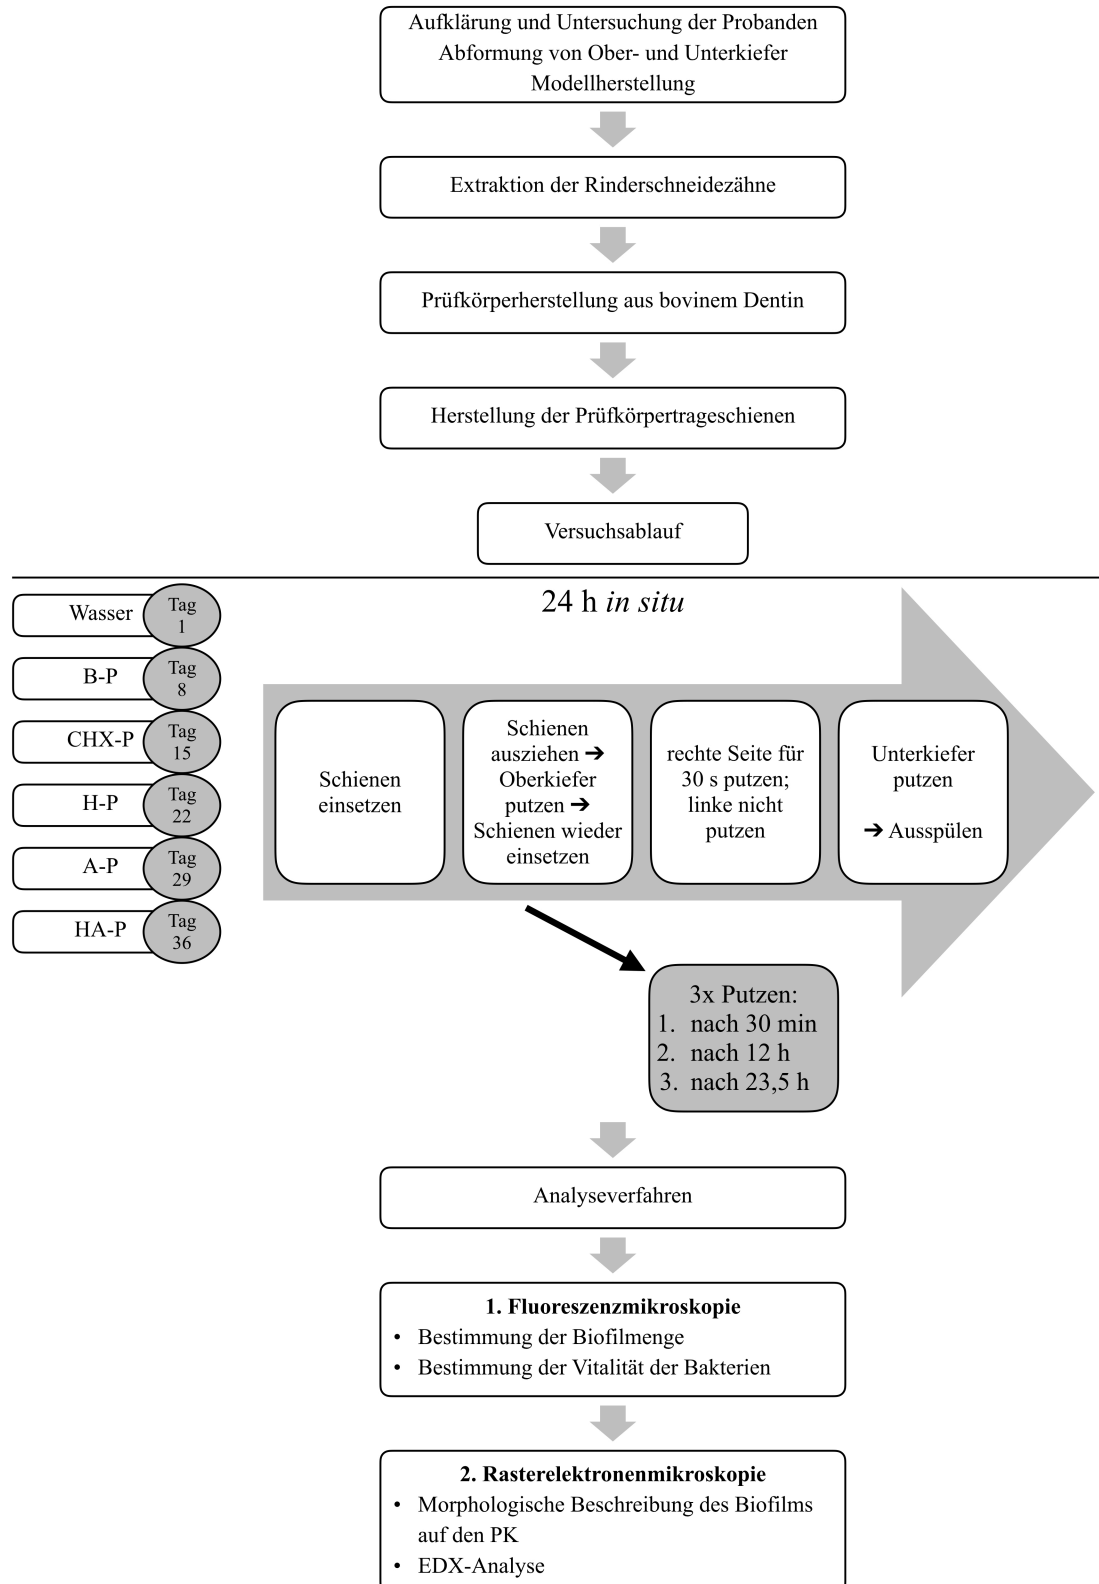 Aufklärung und Untersuchung der Probanden
Abformung von Ober- und Unterkiefer
Modellherstellung
Extraktion der Rinderschneidezähne
Prüfkörperherstellung aus bovinem Dentin
Herstellung der Prüfkörpertrageschienen
Versuchsablauf
24 h in situ
Wasser
Tag
1
B-P
Tag
8
CHX-P
Tag
15
H-P
Tag
22
A-P
Tag
29
HA-P
Tag
36
Schienen
einsetzen
Schienen
ausziehen ➔
Oberkiefer
putzen ➔
Schienen wieder
einsetzen
rechte Seite für
30 s putzen;
linke nicht
putzen
Unterkiefer
putzen
➔ Ausspülen
3x Putzen:
1. nach 30 min
2. nach 12 h
3. nach 23,5 h
Analyseverfahren
1. Fluoreszenzmikroskopie
• Bestimmung der Biofilmenge
• Bestimmung der Vitalität der Bakterien
2. Rasterelektronenmikroskopie
• Morphologische Beschreibung des Biofilms
auf den PK
• EDX-Analyse